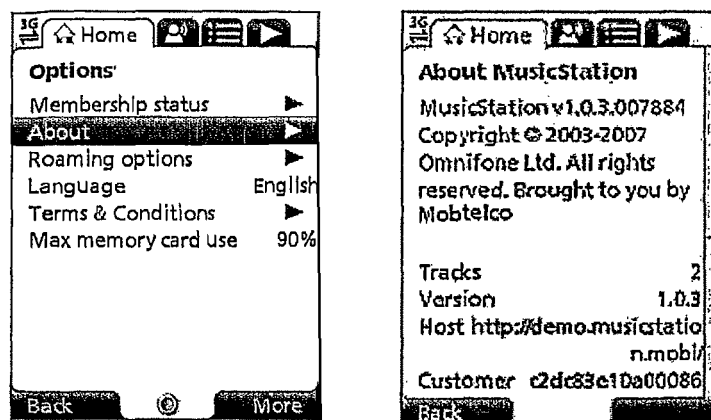 3G Home
Options
Membership status
About
Roaming options
Language English
Terms & Conditions
Max memory card use 90%
Back More
3G Home
About MusicStation
MusicStation v1.0.3.007884
Copyright © 2003-2007
Omnifone Ltd. All rights
reserved. Brought to you by
Mobtelco
Tracks 2
Version 1.0.3
Host http://demo.musicstatio
n.mobi/
Customer c2dc83e10a00086
Back